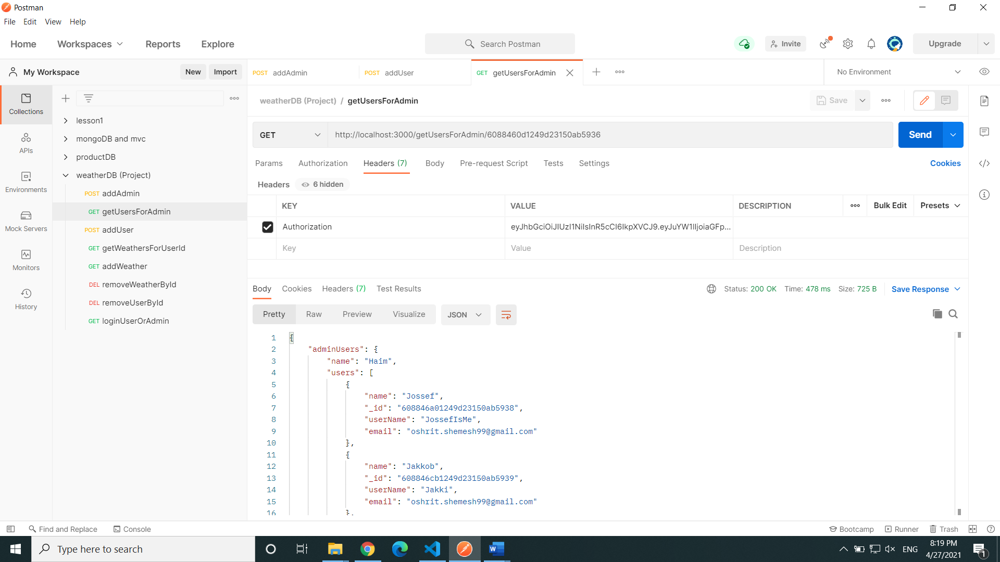 Postman
File Edit View Help
Home Workspaces Reports Explore Search Postman Invite Upgrade
My Workspace New Import
POST addAdmin POST addUser GET getUsersForAdmin No Environment
weatherDB (Project) / getUsersForAdmin Save
GET http://localhost:3000/getUsersForAdmin/6088460d1249d23150ab5936 Send
Params Authorization Headers (7) Body Pre-request Script Tests Settings Cookies
Headers 6 hidden
KEY VALUE DESCRIPTION Bulk Edit Presets
Authorization eyJhbGciOiJIUzI1NiIsInR5cCI6IkpXVCJ9.eyJuYW1lIjoiaGFp...
Key Value Description
Collections
APIs
Environments
Mock Servers
Monitors
History
lesson1
mongoDB and mvc
productDB
weatherDB (Project)
POST addAdmin
GET getUsersForAdmin
POST addUser
GET getWeathersForUserId
GET addWeather
DEL removeWeatherById
DEL removeUserById
GET loginUserOrAdmin
Body Cookies Headers (7) Test Results Status: 200 OK Time: 478 ms Size: 725 B Save Response
Pretty Raw Preview Visualize JSON
1 {
2 "adminUsers": {
3 "name": "Haim",
4 "users": [
5 {
6 "name": "Jossef",
7 "_id": "608846a01249d23150ab5938",
8 "userName": "JossefIsMe",
9 "email": "oshrit.shemesh99@gmail.com"
10 },
11 {
12 "name": "Jakkob",
13 "_id": "608846cb1249d23150ab5939",
14 "userName": "Jakki",
15 "email": "oshrit.shemesh99@gmail.com"
16 },
Find and Replace Console Bootcamp Runner Trash
Type here to search ENG 8:19 PM
4/27/2021 1